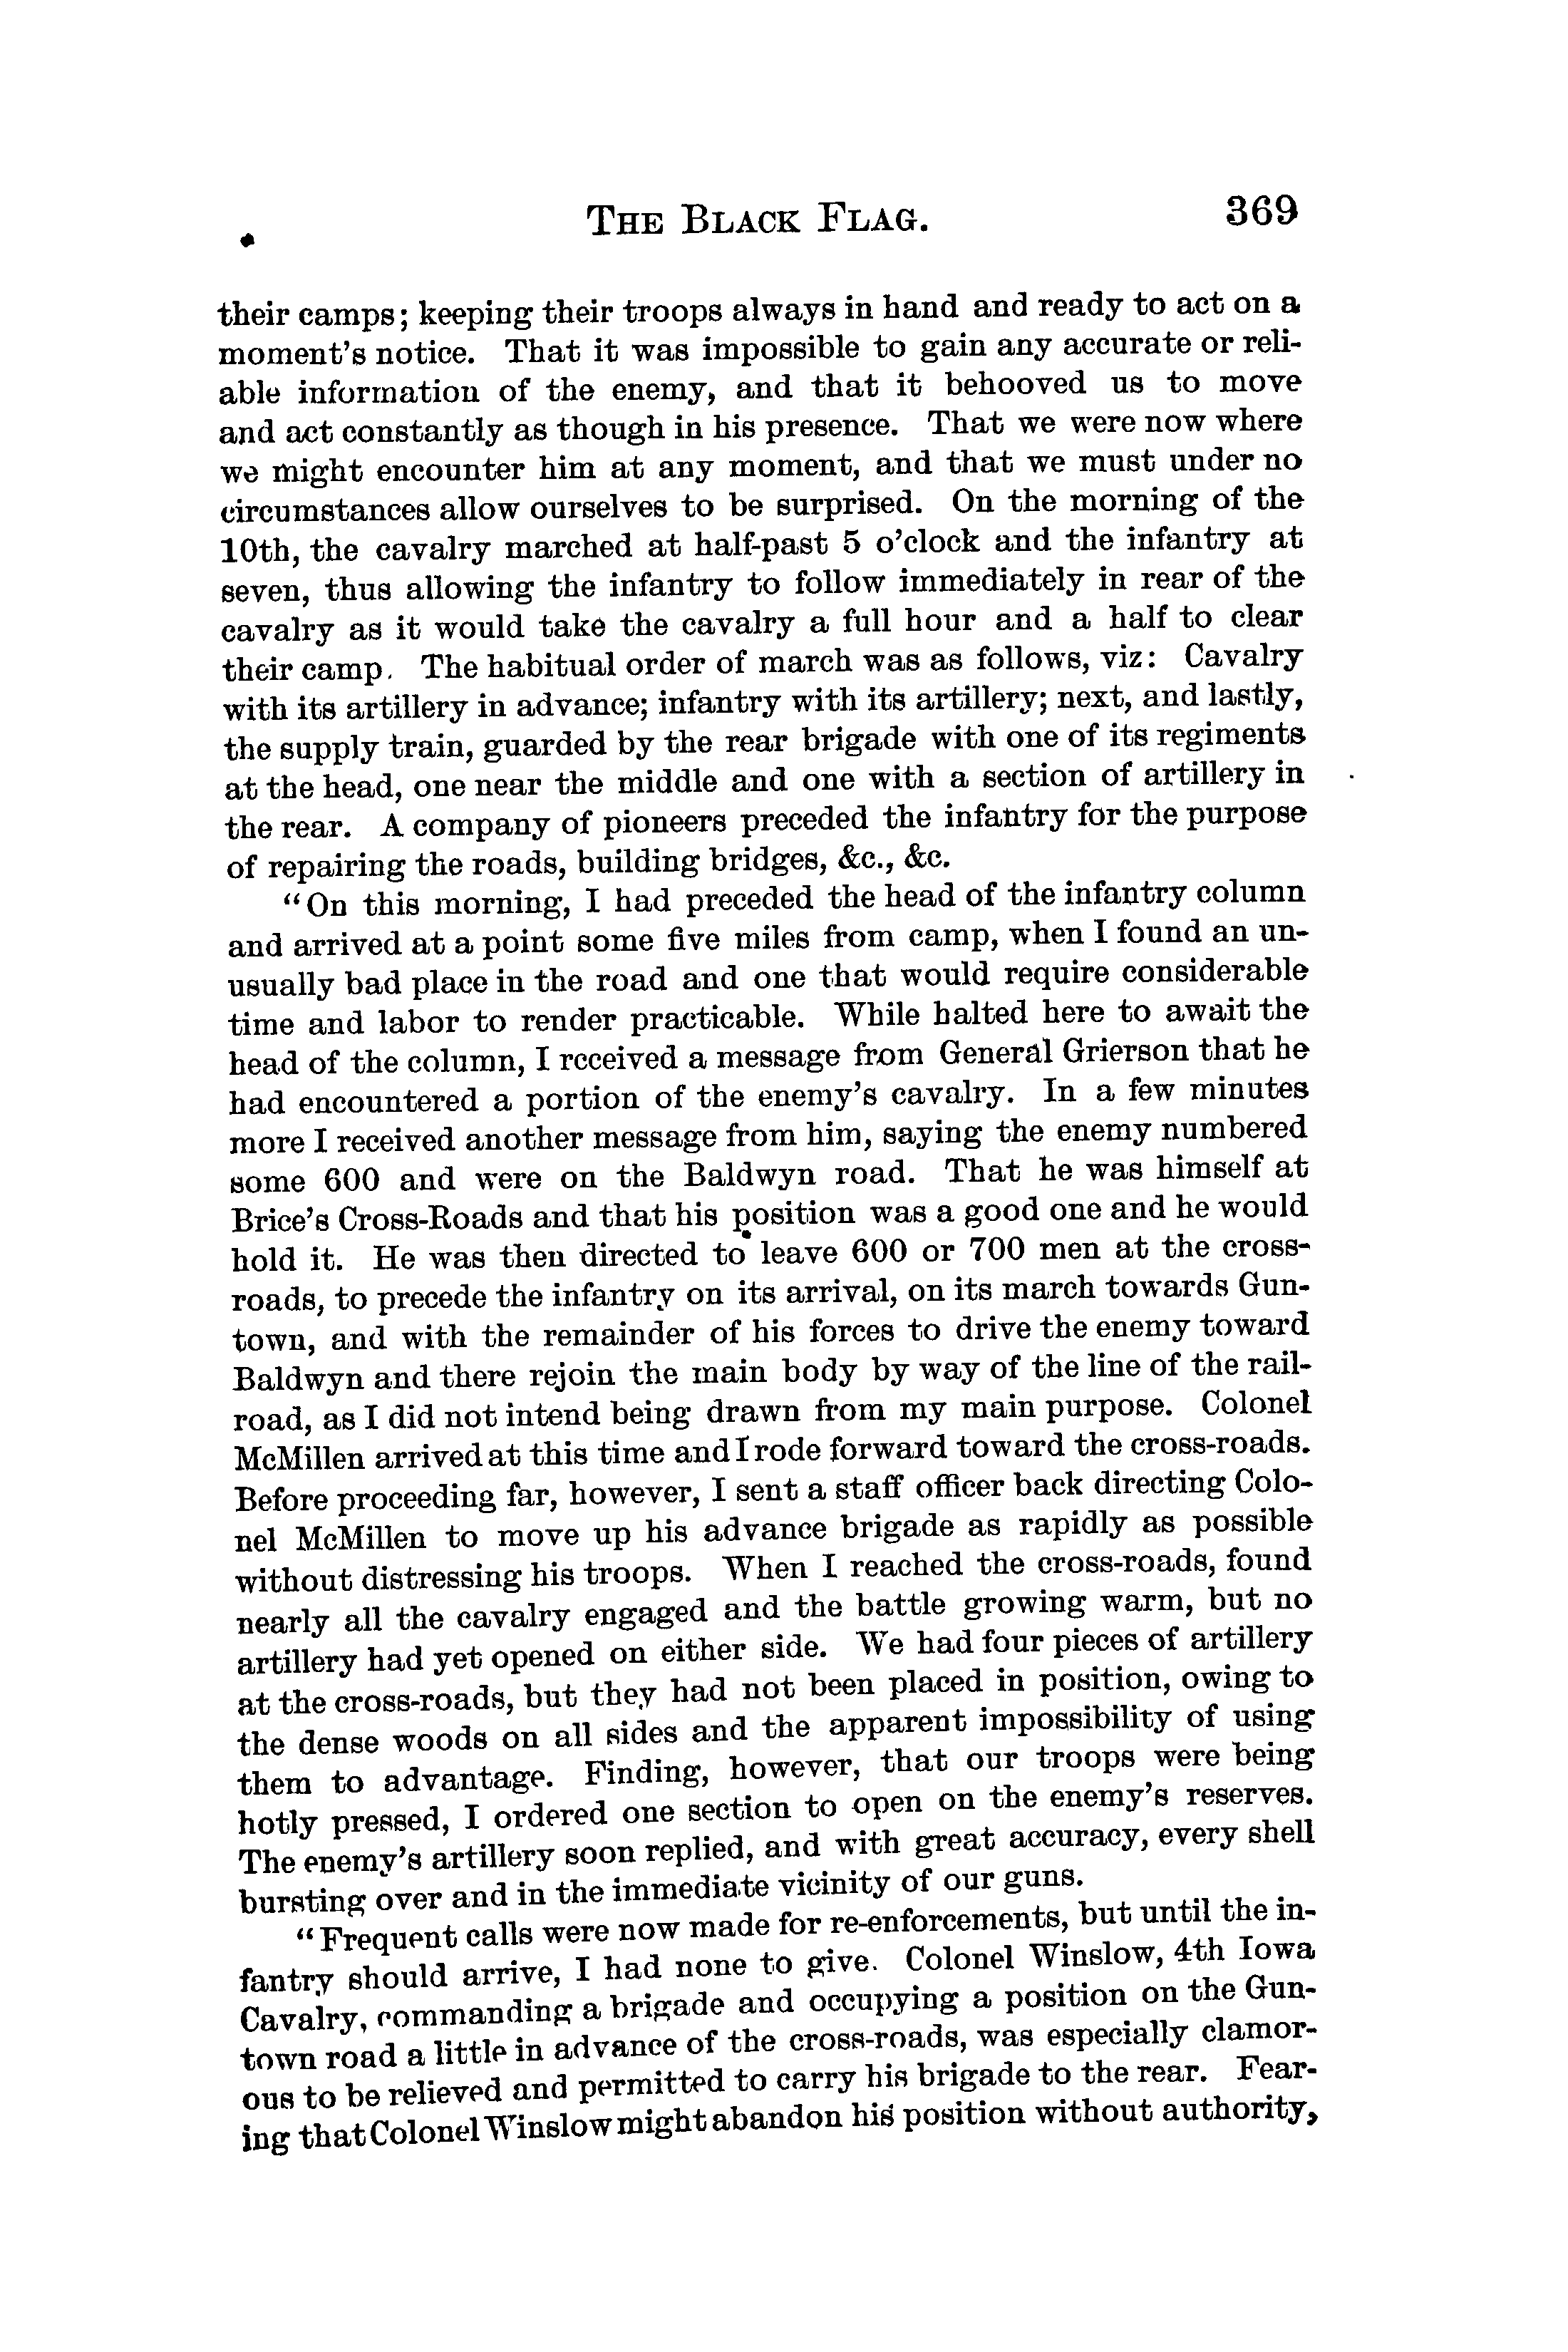 THE BLACK FLAG. 369
their camps; keeping their troops always in hand and ready to act on a
moment's notice. That it was impossible to gain any accurate or reli-
able information of the enemy, and that it behooved us to move
and act constantly as though in his presence. That we were now where
we might encounter him at any moment, and that we must under no
circumstances allow ourselves to be surprised. On the morning of the
10th, the cavalry marched at half-past 5 o'clock and the infantry at
seven, thus allowing the infantry to follow immediately in rear of the
cavalry as it would take the cavalry a full hour and a half to clear
their camp. The habitual order of march was as follows, viz: Cavalry
with its artillery in advance; infantry with its artillery; next, and lastly,
the supply train, guarded by the rear brigade with one of its regiments
at the head, one near the middle and one with a section of artillery in
the rear. A company of pioneers preceded the infantry for the purpose
of repairing the roads, building bridges, &c., &c.
"On this morning, I had preceded the head of the infantry column
and arrived at a point some five miles from camp, when I found an un-
usually bad place in the road and one that would require considerable
time and labor to render practicable. While halted here to await the
head of the column, I received a message from General Grierson that he
had encountered a portion of the enemy's cavalry. In a few minutes
more I received another message from him, saying the enemy numbered
some 600 and were on the Baldwyn road. That he was himself at
Brice's Cross-Roads and that his position was a good one and he would
hold it. He was then directed to leave 600 or 700 men at the cross-
roads, to precede the infantry on its arrival, on its march towards Gun-
town, and with the remainder of his forces to drive the enemy toward
Baldwyn and there rejoin the main body by way of the line of the rail-
road, as I did not intend being drawn from my main purpose. Colonel
McMillen arrived at this time and I rode forward toward the cross-roads.
Before proceeding far, however, I sent a staff officer back directing Colo-
nel McMillen to move up his advance brigade as rapidly as possible
without distressing his troops. When I reached the cross-roads, found
nearly all the cavalry engaged and the battle growing warm, but no
artillery had yet opened on either side. We had four pieces of artillery
at the cross-roads, but they had not been placed in position, owing to
the dense woods on all sides and the apparent impossibility of using
them to advantage. Finding, however, that our troops were being
hotly pressed, I ordered one section to open on the enemy's reserves.
The enemy's artillery soon replied, and with great accuracy, every shell
bursting over and in the immediate vicinity of our guns.
"Frequent calls were now made for re-enforcements, but until the in-
fantry should arrive, I had none to give. Colonel Winslow, 4th Iowa
Cavalry, commanding a brigade and occupying a position on the Gun-
town road a little in advance of the cross-roads, was especially clamor-
ous to be relieved and permitted to carry his brigade to the rear. Fear-
ing that Colonel Winslow might abandon his position without authority,